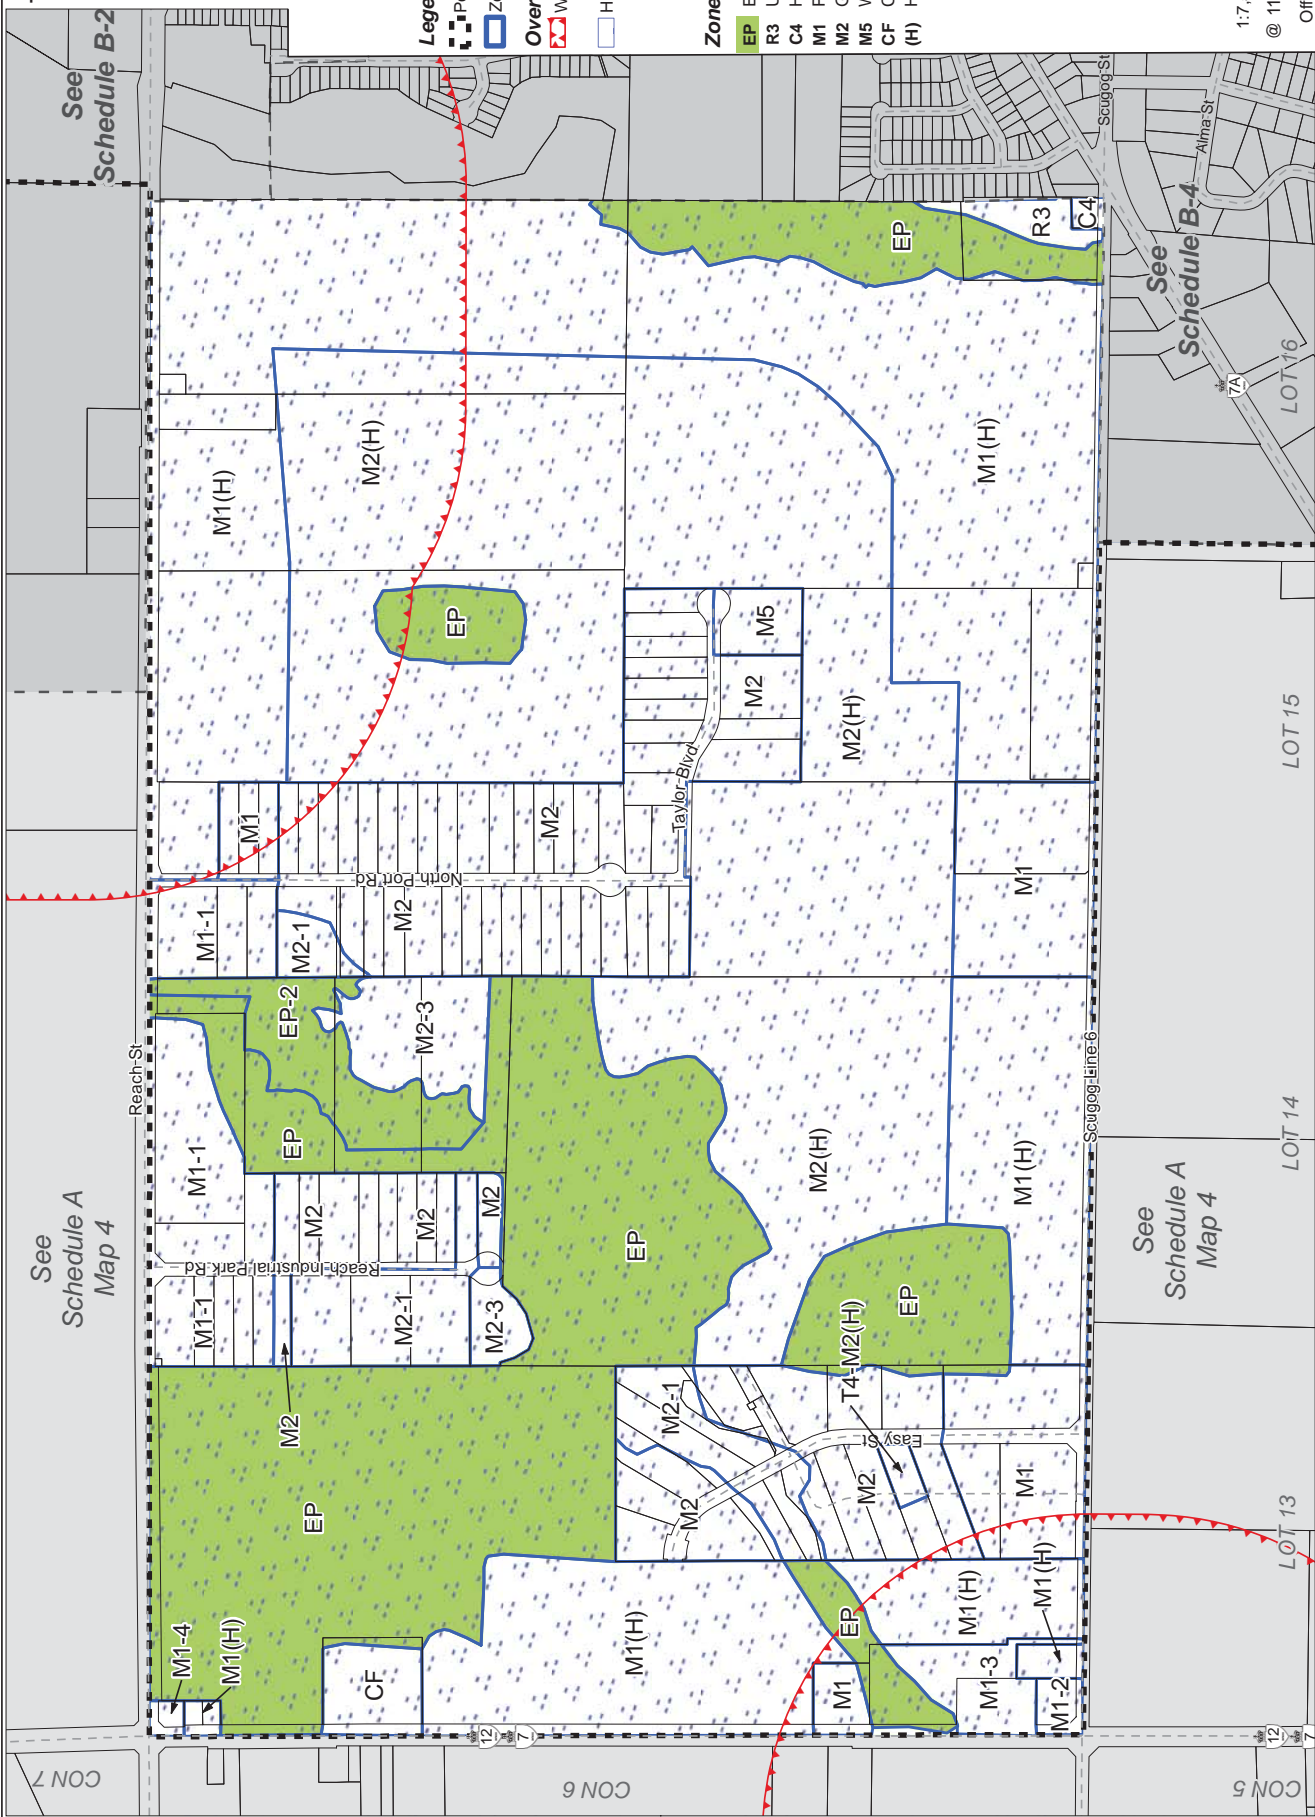 See
Schedule B-2
Lege
P
Z
Over
W
H
Zone
EP E
R3 U
C4 H
M1 F
M2 G
M5 W
CF C
(H) H
1:7,
@ 11
Off
See
Schedule A
Map 4
Reach St
M1(H)
M2(H)
EP
M1
M2
North Port Rd
M1-1
M2-1
M2
EP-2
M2-3
EP
M1-1
M2
M2
M2
Reach Industrial Park Rd
M1-1
M2-1
M2-3
M2
EP
EP
M1-4
M1(H)
CF
M1(H)
EP
R3
C4
Scugog St
Alma St
See
Schedule B-4
7A
LOT 16
M1(H)
M5
M2
Taylor Blvd
M2(H)
M1
LOT 15
M2(H)
M1(H)
Scugog Line 6
LOT 14
EP
T4-M2(H)
M2-1
Easy St
M2
M2
M1
See
Schedule A
Map 4
LOT 13
M1(H)
M1(H)
EP
M1
M1-3
M1-2
12
7
12
7
CON 7
CON 6
CON 5